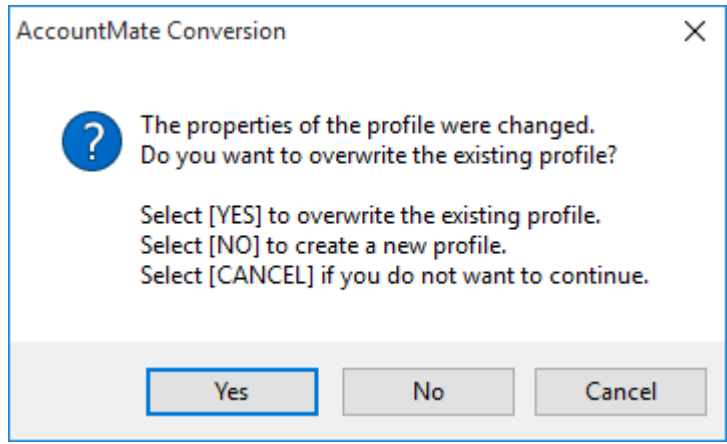 AccountMate Conversion
The properties of the profile were changed.
Do you want to overwrite the existing profile?
Select [YES] to overwrite the existing profile.
Select [NO] to create a new profile.
Select [CANCEL] if you do not want to continue.
Yes
No
Cancel